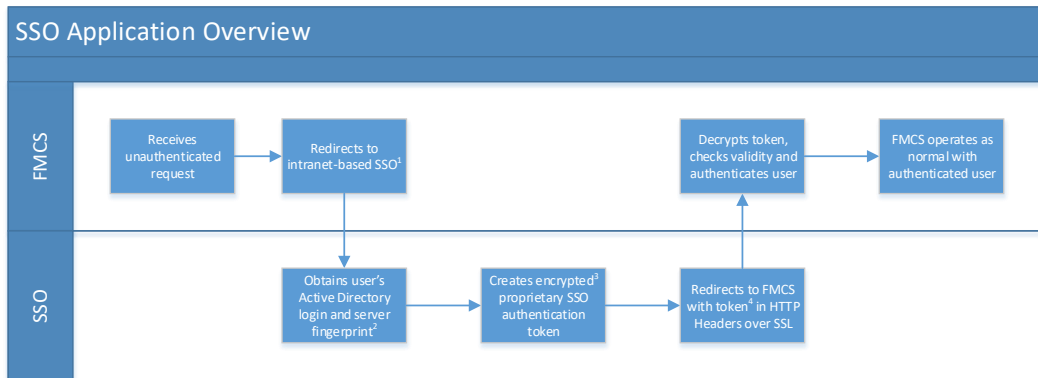 SSO Application Overview
FMCS
Receives
unauthenticated
request
Redirects to
intranet-based SSO¹
Decrypts token,
checks validity and
authenticates user
FMCS operates as
normal with
authenticated user
SSO
Obtains user’s
Active Directory
login and server
fingerprint²
Creates encrypted³
proprietary SSO
authentication
token
Redirects to FMCS
with token⁴ in HTTP
Headers over SSL